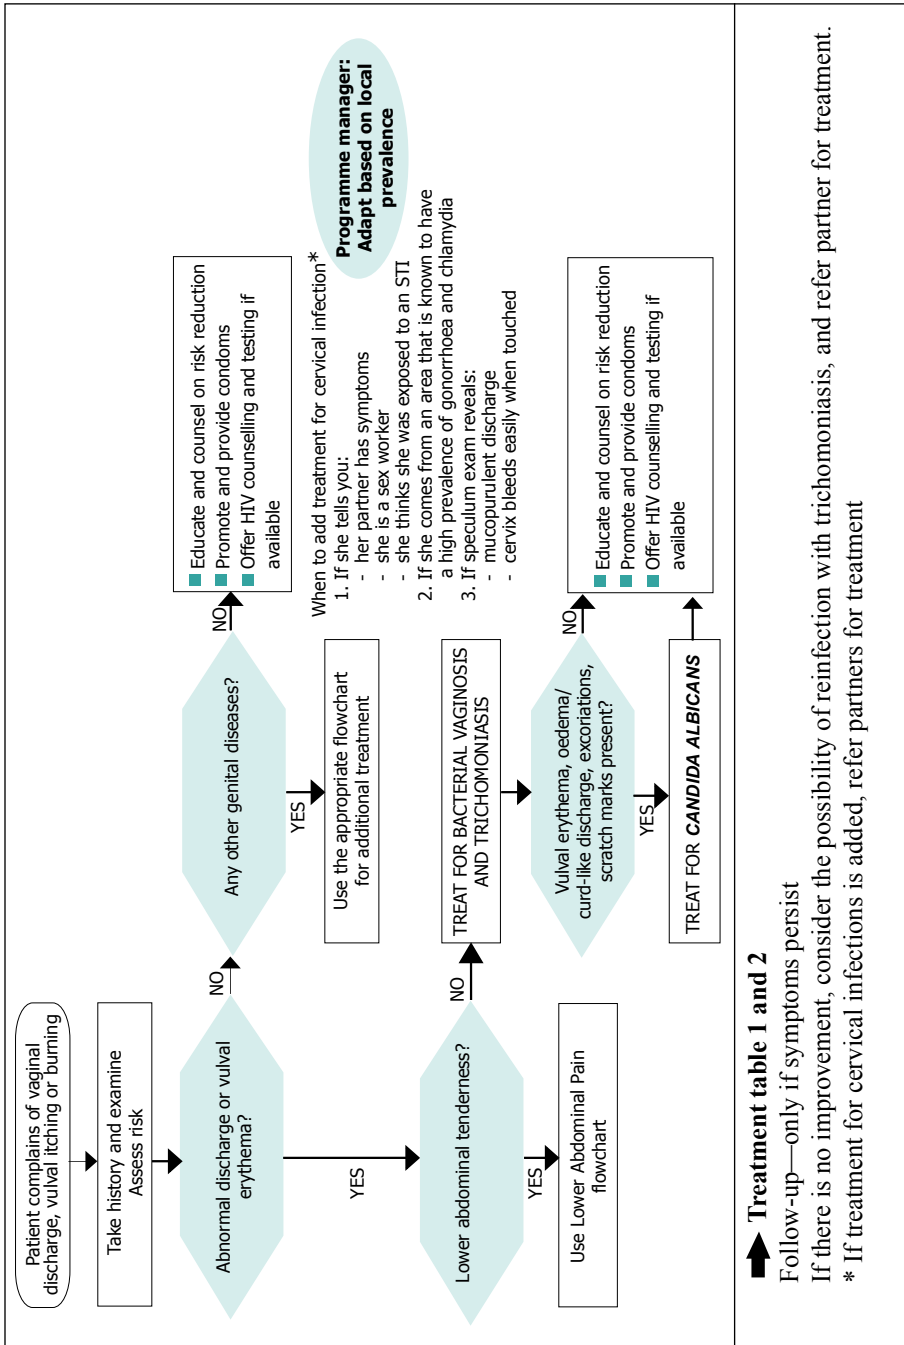 Patient complains of vaginal
discharge, vulval itching or burning
Take history and examine
Assess risk
Abnormal discharge or vulval
erythema?
NO
Any other genital diseases?
NO
■ Educate and counsel on risk reduction
■ Promote and provide condoms
■ Offer HIV counselling and testing if
available
YES
Use the appropriate flowchart
for additional treatment
YES
Lower abdominal tenderness?
NO
TREAT FOR BACTERIAL VAGINOSIS
AND TRICHOMONIASIS
YES
Use Lower Abdominal Pain
flowchart
Vulval erythema, oedema/
curd-like discharge, excoriations,
scratch marks present?
NO
■ Educate and counsel on risk reduction
■ Promote and provide condoms
■ Offer HIV counselling and testing if
available
YES
TREAT FOR CANDIDA ALBICANS
When to add treatment for cervical infection*
1. If she tells you:
- her partner has symptoms
- she is a sex worker
- she thinks she was exposed to an STI
2. If she comes from an area that is known to have
a high prevalence of gonorrhoea and chlamydia
3. If speculum exam reveals:
- mucopurulent discharge
- cervix bleeds easily when touched
Programme manager:
Adapt based on local
prevalence
Treatment table 1 and 2
Follow-up—only if symptoms persist
If there is no improvement, consider the possibility of reinfection with trichomoniasis, and refer partner for treatment.
* If treatment for cervical infections is added, refer partners for treatment